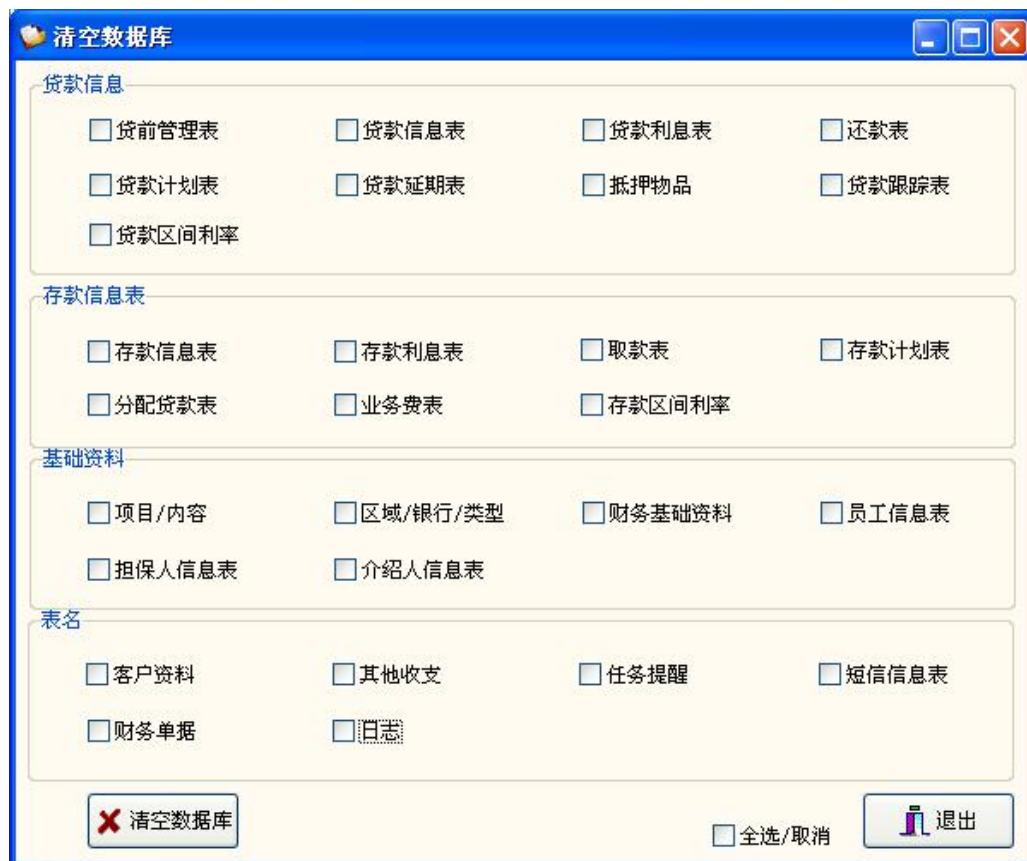 清空数据库
贷款信息
贷前管理表 贷款信息表 贷款利息表 还款表
贷款计划表 贷款延期表 抵押物品 贷款跟踪表
贷款区间利率
存款信息表
存款信息表 存款利息表 取款表 存款计划表
分配贷款表 业务费表 存款区间利率
基础资料
项目/内容 区域/银行/类型 财务基础资料 员工信息表
担保人信息表 介绍人信息表
表名
客户资料 其他收支 任务提醒 短信信息表
财务单据 日志
清空数据库 全选/取消 退出